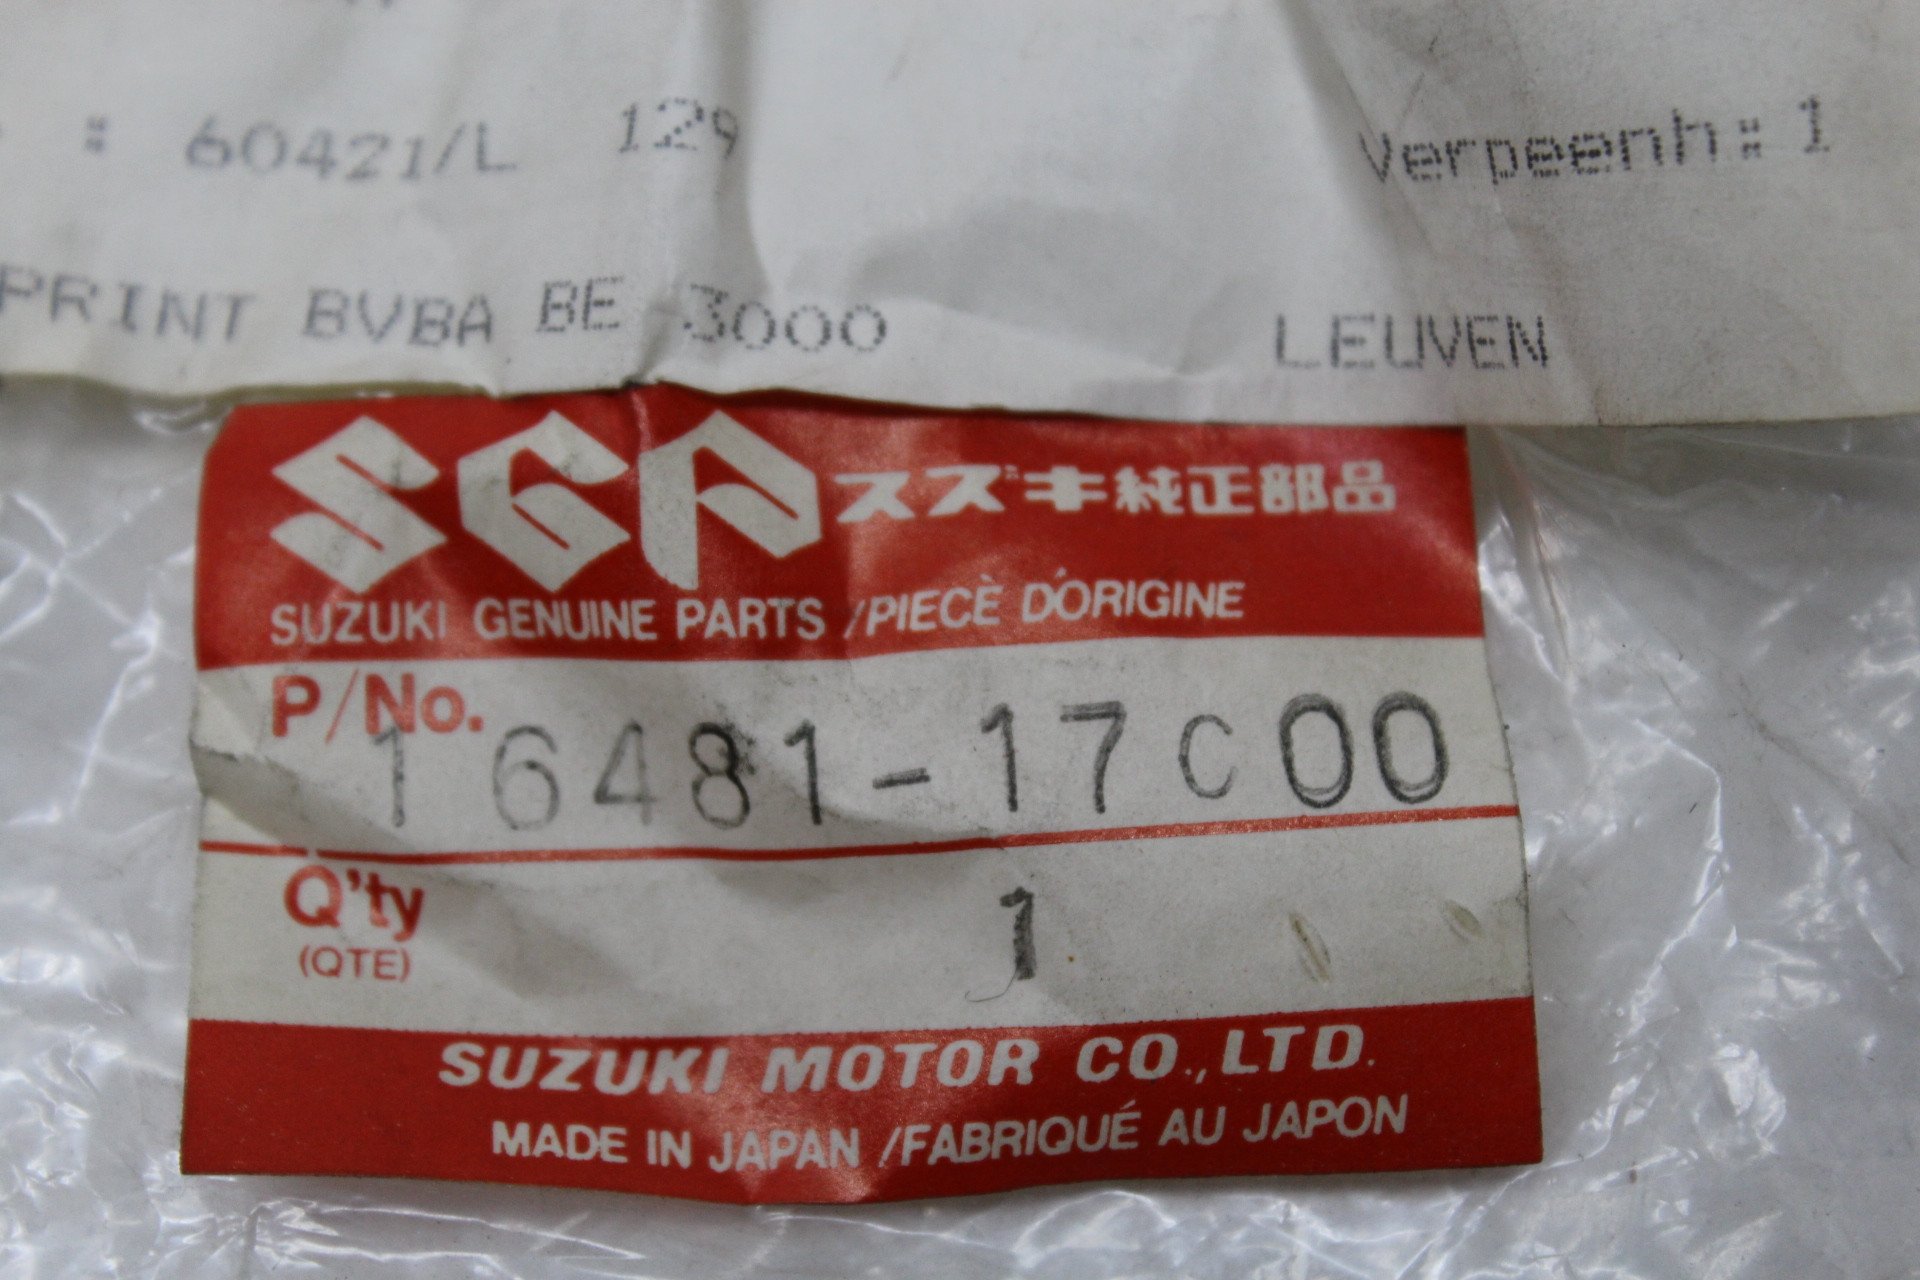 : 60421/L 129 Verpeenh: 1
PRINT BVBA BE 3000 LEUVEN
SGP スズキ純正部品
SUZUKI GENUINE PARTS / PIECÈ D'ORIGINE
P/No. 16481-17C00
Q'ty 1
(QTE)
SUZUKI MOTOR CO.,LTD.
MADE IN JAPAN / FABRIQUÉ AU JAPON